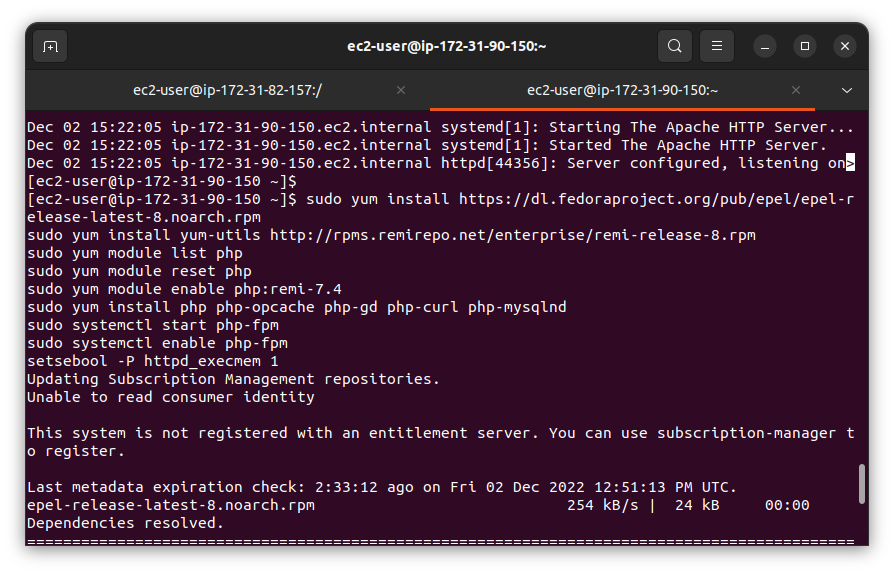 ec2-user@ip-172-31-90-150:~
ec2-user@ip-172-31-82-157:/
ec2-user@ip-172-31-90-150:~
Dec 02 15:22:05 ip-172-31-90-150.ec2.internal systemd[1]: Starting The Apache HTTP Server...
Dec 02 15:22:05 ip-172-31-90-150.ec2.internal systemd[1]: Started The Apache HTTP Server.
Dec 02 15:22:05 ip-172-31-90-150.ec2.internal httpd[44356]: Server configured, listening on>
[ec2-user@ip-172-31-90-150 ~]$
[ec2-user@ip-172-31-90-150 ~]$ sudo yum install https://dl.fedoraproject.org/pub/epel/epel-r
elease-latest-8.noarch.rpm
sudo yum install yum-utils http://rpms.remirepo.net/enterprise/remi-release-8.rpm
sudo yum module list php
sudo yum module reset php
sudo yum module enable php:remi-7.4
sudo yum install php php-opcache php-gd php-curl php-mysqlnd
sudo systemctl start php-fpm
sudo systemctl enable php-fpm
setsebool -P httpd_execmem 1
Updating Subscription Management repositories.
Unable to read consumer identity
This system is not registered with an entitlement server. You can use subscription-manager t
o register.
Last metadata expiration check: 2:33:12 ago on Fri 02 Dec 2022 12:51:13 PM UTC.
epel-release-latest-8.noarch.rpm 254 kB/s | 24 kB 00:00
Dependencies resolved.
============================================================================================